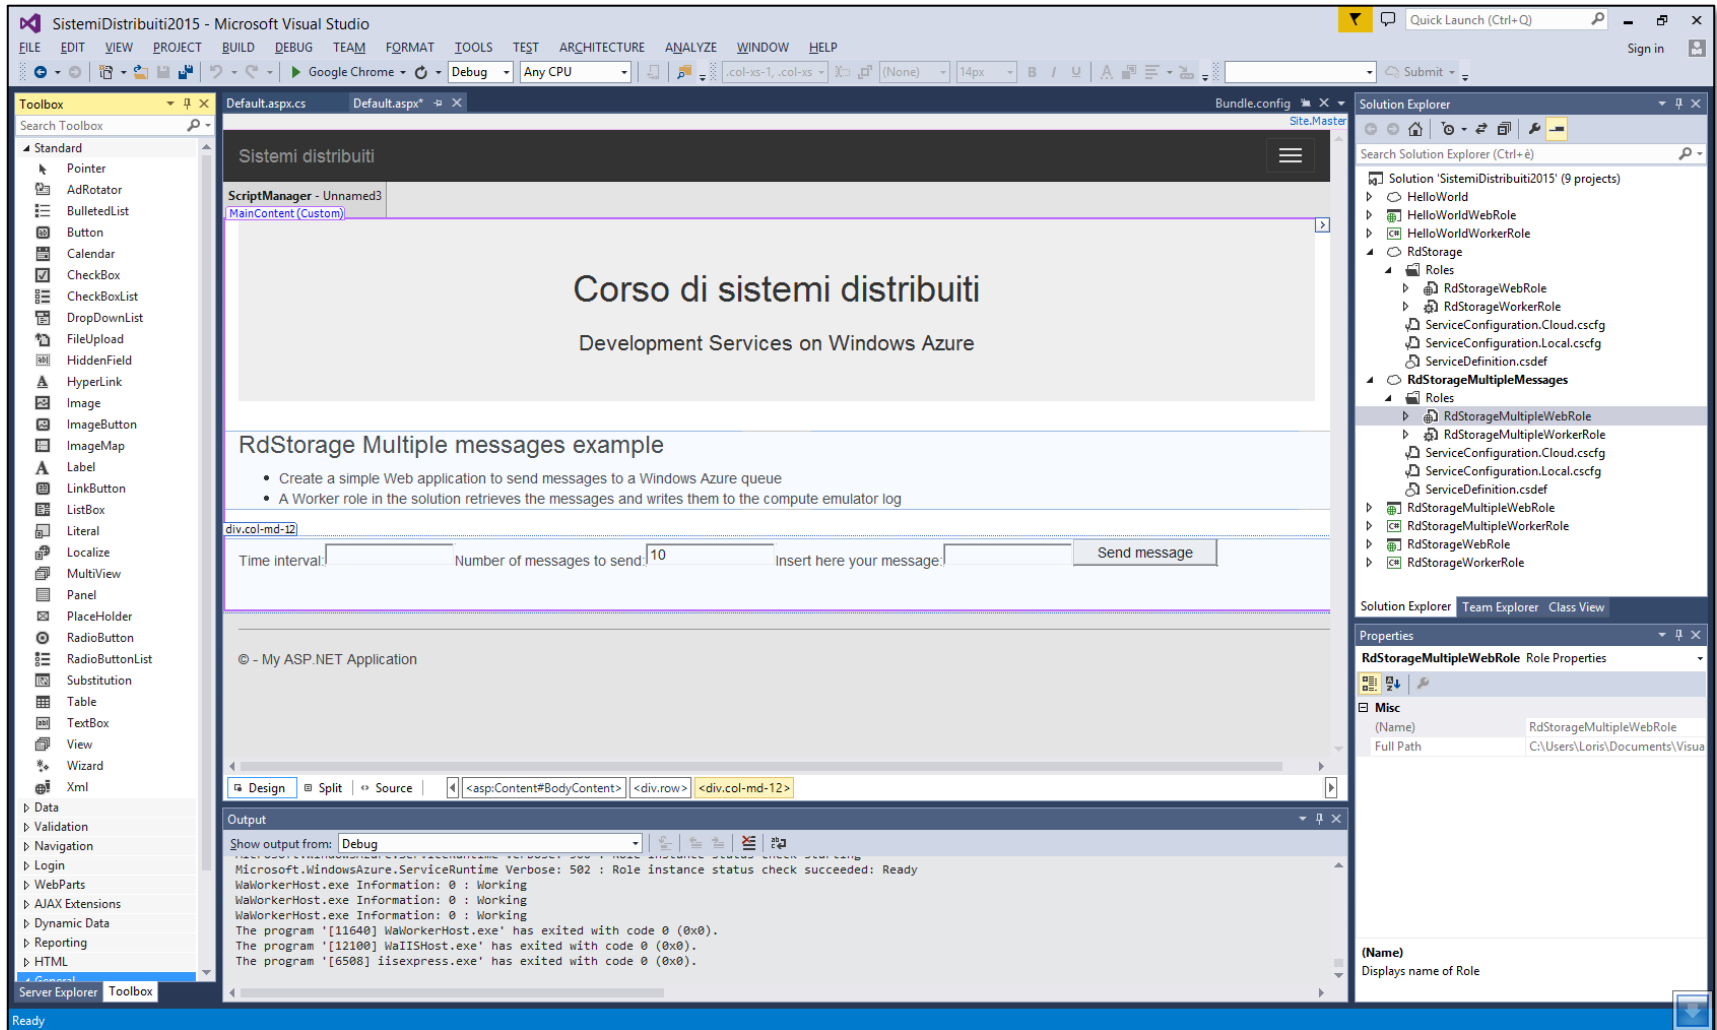 SistemiDistribuiti2015 - Microsoft Visual Studio
Quick Launch (Ctrl+Q)
FILE EDIT VIEW PROJECT BUILD DEBUG TEAM FORMAT TOOLS TEST ARCHITECTURE ANALYZE WINDOW HELP
Sign in
Google Chrome Debug Any CPU .col-xs-1, .col-xs (None) 14px B I U A Submit
Toolbox
Search Toolbox
Standard
Pointer
AdRotator
BulletedList
Button
Calendar
CheckBox
CheckBoxList
DropDownList
FileUpload
HiddenField
HyperLink
Image
ImageButton
ImageMap
Label
LinkButton
ListBox
Literal
Localize
MultiView
Panel
PlaceHolder
RadioButton
RadioButtonList
Substitution
Table
TextBox
View
Wizard
Xml
Data
Validation
Navigation
Login
WebParts
AJAX Extensions
Dynamic Data
Reporting
HTML
General
Server Explorer Toolbox
Default.aspx.cs Default.aspx* Bundle.config
Site.Master
Sistemi distribuiti
ScriptManager - Unnamed3
MainContent (Custom)
Corso di sistemi distribuiti
Development Services on Windows Azure
RdStorage Multiple messages example
• Create a simple Web application to send messages to a Windows Azure queue
• A Worker role in the solution retrieves the messages and writes them to the compute emulator log
div.col-md-12
Time interval: Number of messages to send: 10 Insert here your message: Send message
© - My ASP.NET Application
Design Split Source <asp:Content#BodyContent> <div.row> <div.col-md-12>
Output
Show output from: Debug
Microsoft.WindowsAzure.ServiceRuntime Verbose: 500 : Role instance status check starting
Microsoft.WindowsAzure.ServiceRuntime Verbose: 502 : Role instance status check succeeded: Ready
WaWorkerHost.exe Information: 0 : Working
WaWorkerHost.exe Information: 0 : Working
WaWorkerHost.exe Information: 0 : Working
The program '[11640] WaWorkerHost.exe' has exited with code 0 (0x0).
The program '[12100] WaIISHost.exe' has exited with code 0 (0x0).
The program '[6508] iisexpress.exe' has exited with code 0 (0x0).
Solution Explorer
Search Solution Explorer (Ctrl+è)
Solution 'SistemiDistribuiti2015' (9 projects)
HelloWorld
HelloWorldWebRole
HelloWorldWorkerRole
RdStorage
Roles
RdStorageWebRole
RdStorageWorkerRole
ServiceConfiguration.Cloud.cscfg
ServiceConfiguration.Local.cscfg
ServiceDefinition.csdef
RdStorageMultipleMessages
Roles
RdStorageMultipleWebRole
RdStorageMultipleWorkerRole
ServiceConfiguration.Cloud.cscfg
ServiceConfiguration.Local.cscfg
ServiceDefinition.csdef
RdStorageMultipleWebRole
RdStorageMultipleWorkerRole
RdStorageWebRole
RdStorageWorkerRole
Solution Explorer Team Explorer Class View
Properties
RdStorageMultipleWebRole Role Properties
Misc
(Name) RdStorageMultipleWebRole
Full Path C:\Users\Loris\Documents\Visua
(Name)
Displays name of Role
Ready